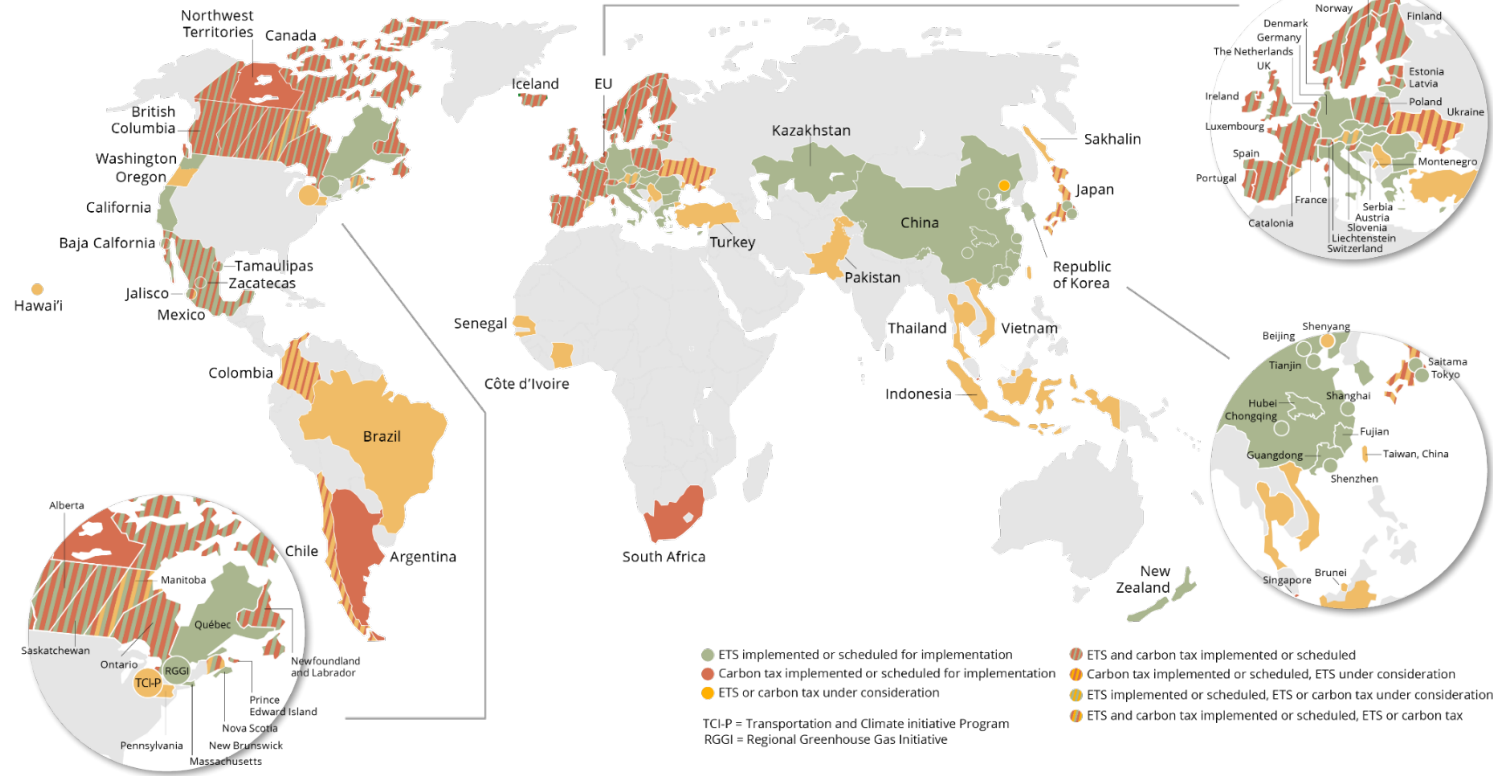 Northwest
Territories
Canada
British
Columbia
Washington
Oregon
California
Baja Calfornia
Tamaulipas
Zacatecas
Jalisco
Mexico
Hawai’i
Colombia
Brazil
Chile
Argentina
Iceland
EU
Kazakhstan
China
Turkey
Pakistan
Sakhalin
Japan
Republic
of Korea
Senegal
Côte d’Ivoire
Thailand
Vietnam
Indonesia
South Africa
New
Zealand
Norway
Finland
Denmark
Germany
The Netherlands
UK
Estonia
Latvia
Ireland
Poland
Ukraine
Luxembourg
Spain
Montenegro
Portugal
France
Serbia
Catalonia
Austria
Slovenia
Liechtenstein
Switzerland
Shenyang
Beijing
Tianjin
Saitama
Tokyo
Hubei
Shanghai
Chongqing
Fujian
Guangdong
Taiwan, China
Shenzhen
Brunei
Singapore
Alberta
Manitoba
Québec
Saskatchewan
Ontario
RGGI
TCI-P
Newfoundland
and Labrador
Prince
Edward Island
Nova Scotia
Pennsylvania
New Brunswick
Massachusetts
ETS implemented or scheduled for implementation
Carbon tax implemented or scheduled for implementation
ETS or carbon tax under consideration
TCI-P = Transportation and Climate initiative Program
RGGI = Regional Greenhouse Gas Initiative
ETS and carbon tax implemented or scheduled
Carbon tax implemented or scheduled, ETS under consideration
ETS implemented or scheduled, ETS or carbon tax under consideration
ETS and carbon tax implemented or scheduled, ETS or carbon tax